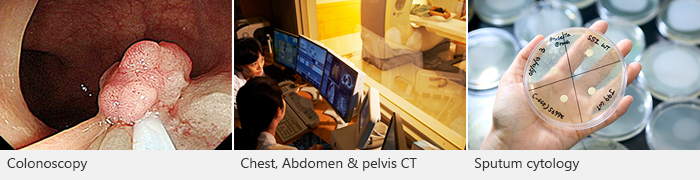 Colonoscopy
Chest, Abdomen & pelvis CT
Sputum cytology